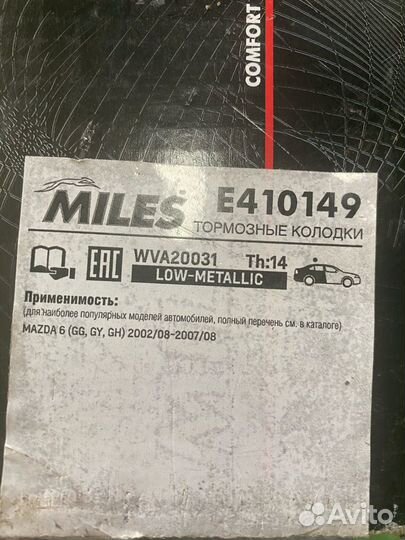 COMFORT
MILES E410149
ТОРМОЗНЫЕ КОЛОДКИ
EAC WVA20031 Th:14
LOW-METALLIC
Применимость:
(для наиболее популярных моделей автомобилей, полный перечень см. в каталоге)
MAZDA 6 (GG, GY, GH) 2002/08-2007/08
Avito